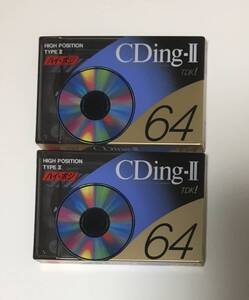 HIGH POSITION
TYPE II
ハイ・ポジ
CDing-II
TDK!
64
HIGH POSITION
TYPE II
ハイ・ポジ
CDing-II
TDK!
64